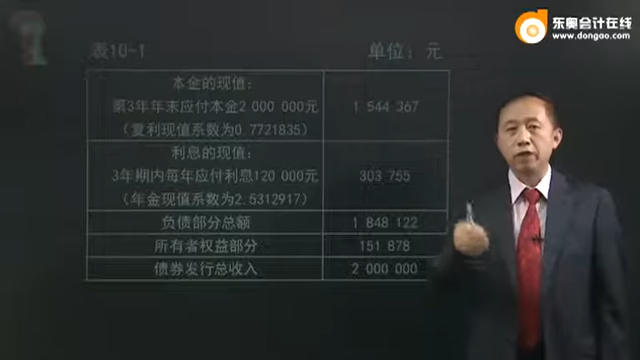 东奥会计在线
www.dongao.com
表10-1
单位：元
本金的现值：
第3年年末应付本金2 000 000元
（复利现值系数为0.7721835）
1 544 367
利息的现值：
3年期内每年应付利息120 000元
（年金现值系数为2.5312917）
303 755
负债部分总额
1 848 122
所有者权益部分
151 878
债券发行总收入
2 000 000